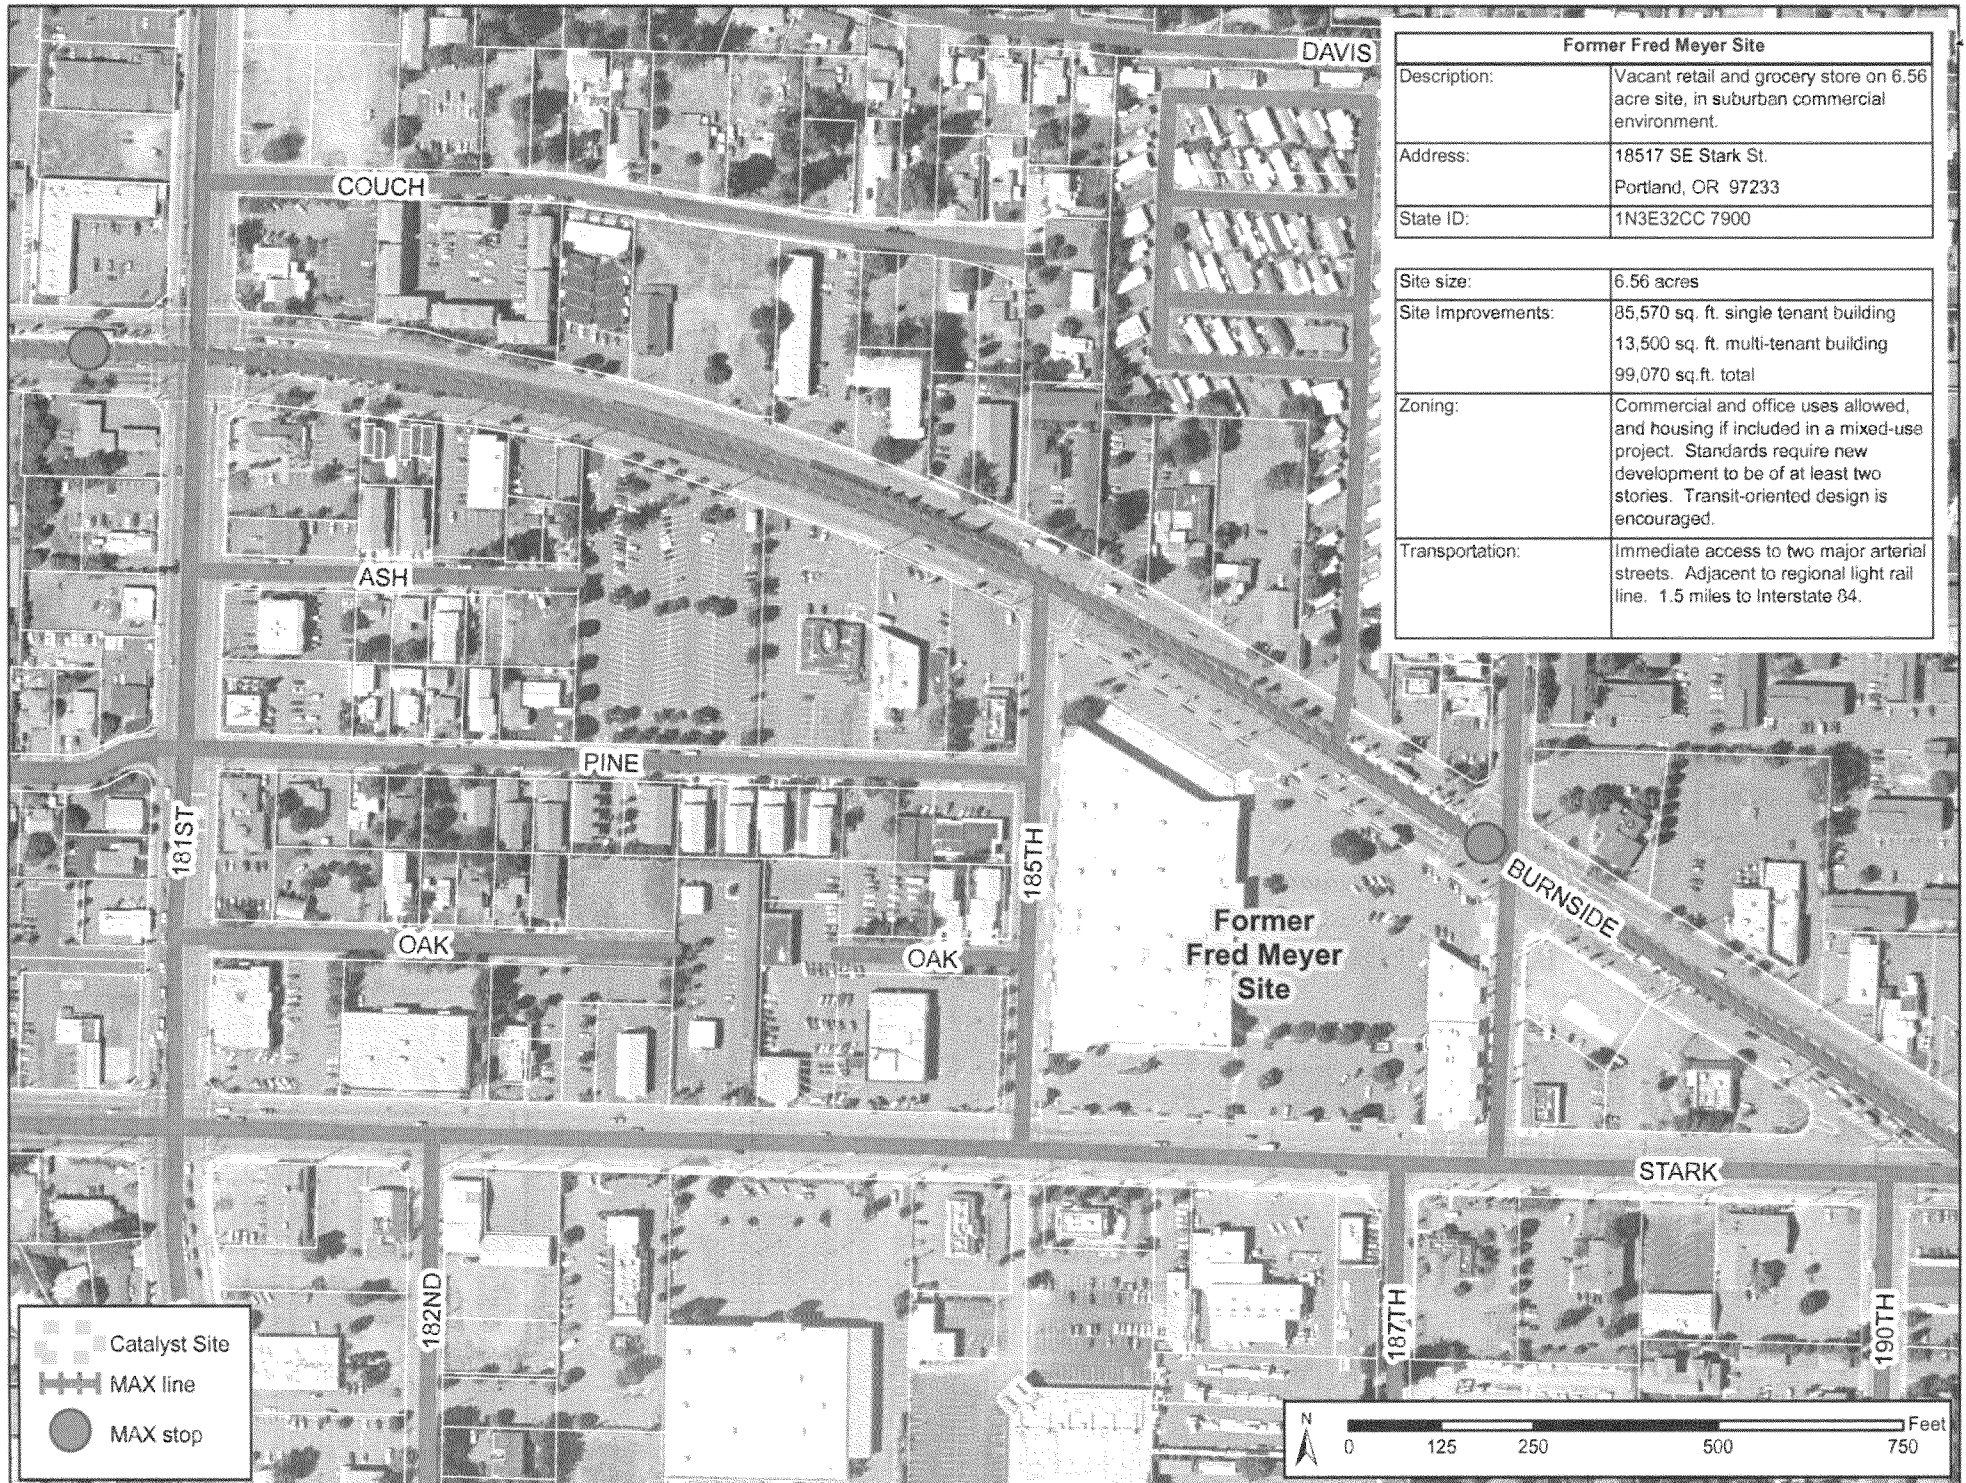 DAVIS
Former Fred Meyer Site
Description:
Vacant retail and grocery store on 6.56
acre site, in suburban commercial
environment.
Address:
18517 SE Stark St.
Portland, OR 97233
State ID:
1N3E32CC 7900
Site size:
6.56 acres
Site Improvements:
85,570 sq. ft. single tenant building
13,500 sq. ft. multi-tenant building
99,070 sq.ft. total
Zoning:
Commercial and office uses allowed,
and housing if included in a mixed-use
project. Standards require new
development to be of at least two
stories. Transit-oriented design is
encouraged.
Transportation:
Immediate access to two major arterial
streets. Adjacent to regional light rail
line. 1.5 miles to Interstate 84.
COUCH
ASH
PINE
181ST
185TH
BURNSIDE
OAK
OAK
Former
Fred Meyer
Site
STARK
182ND
187TH
190TH
Catalyst Site
MAX line
MAX stop
N
0 125 250 500 750 Feet